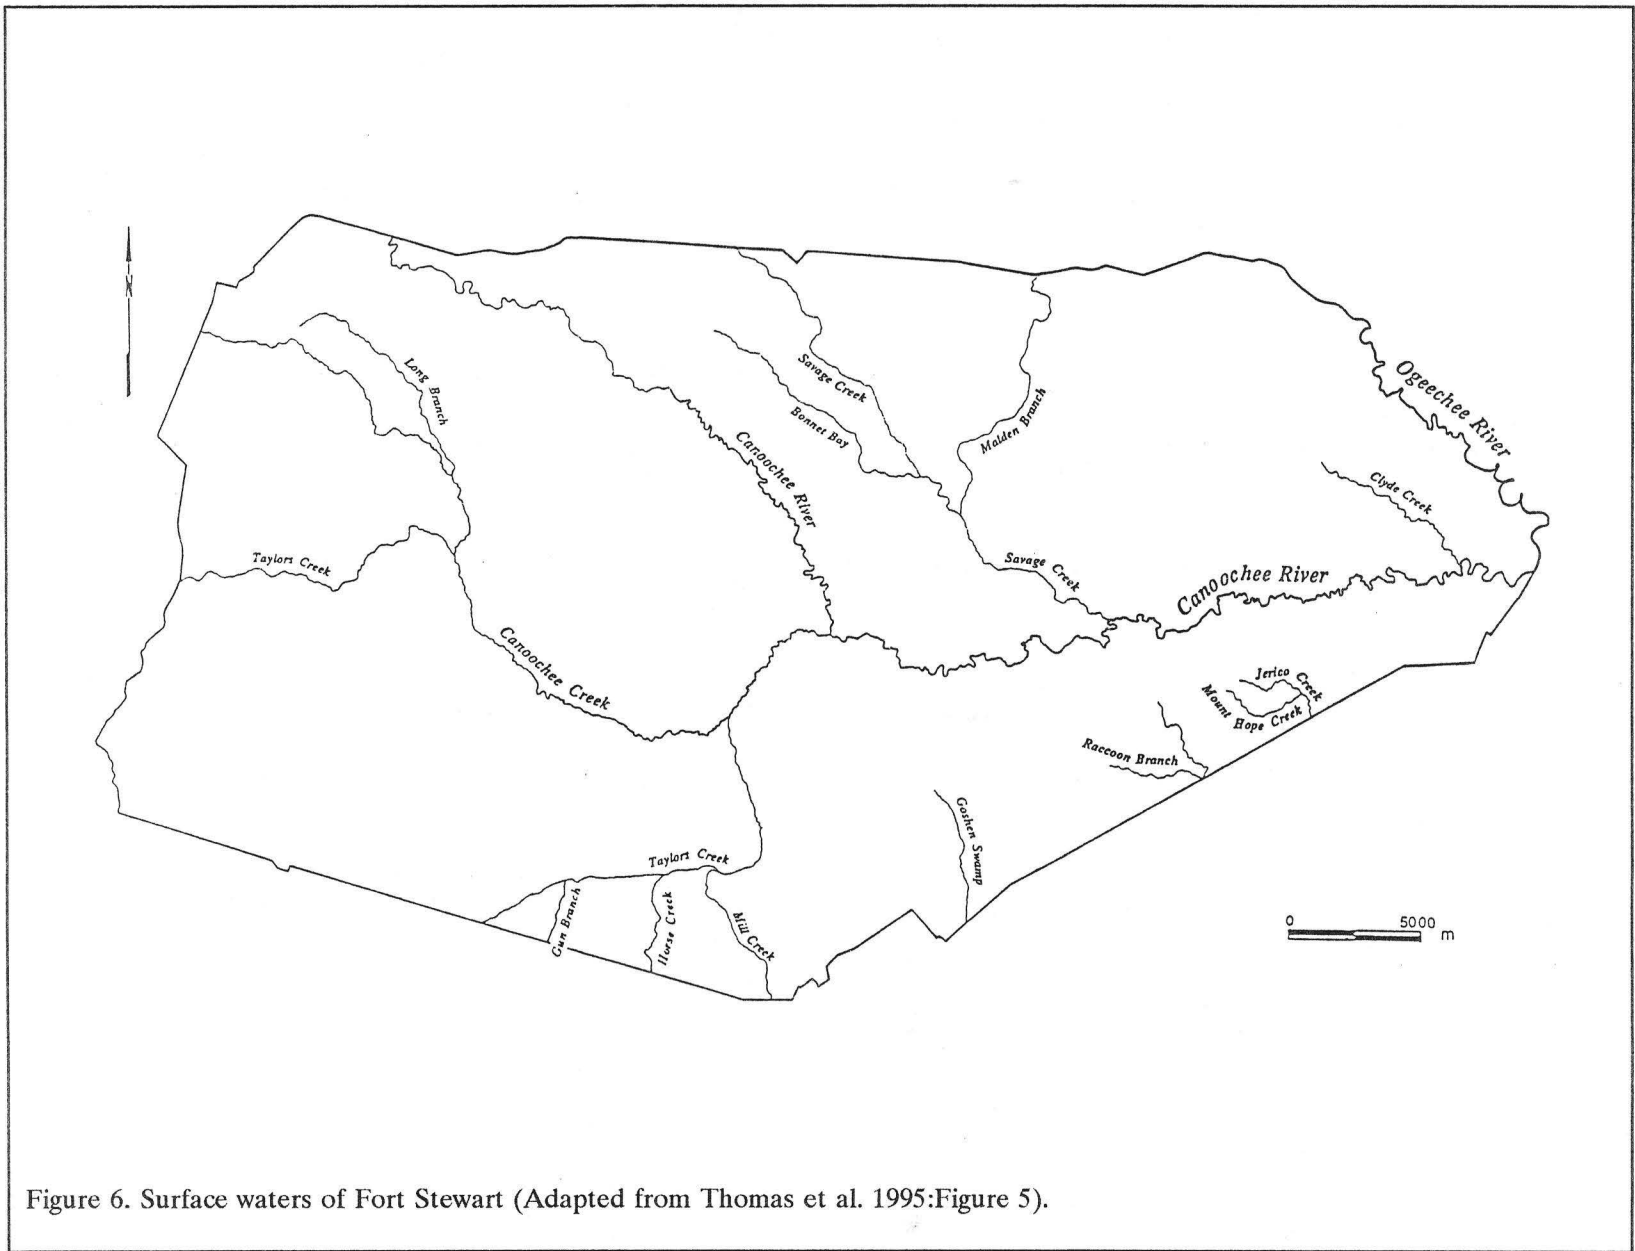 N
Long Branch
Savage Creek
Bonnet Bay
Malden Branch
Ogeechee River
Canoochee River
Clyde Creek
Taylors Creek
Savage Creek
Canoochee River
Canoochee Creek
Jerico Creek
Mount Hope Creek
Raccoon Branch
Goshen Swamp
Taylors Creek
Gun Branch
Horse Creek
Mill Creek
0 5000 m
Figure 6. Surface waters of Fort Stewart (Adapted from Thomas et al. 1995:Figure 5).